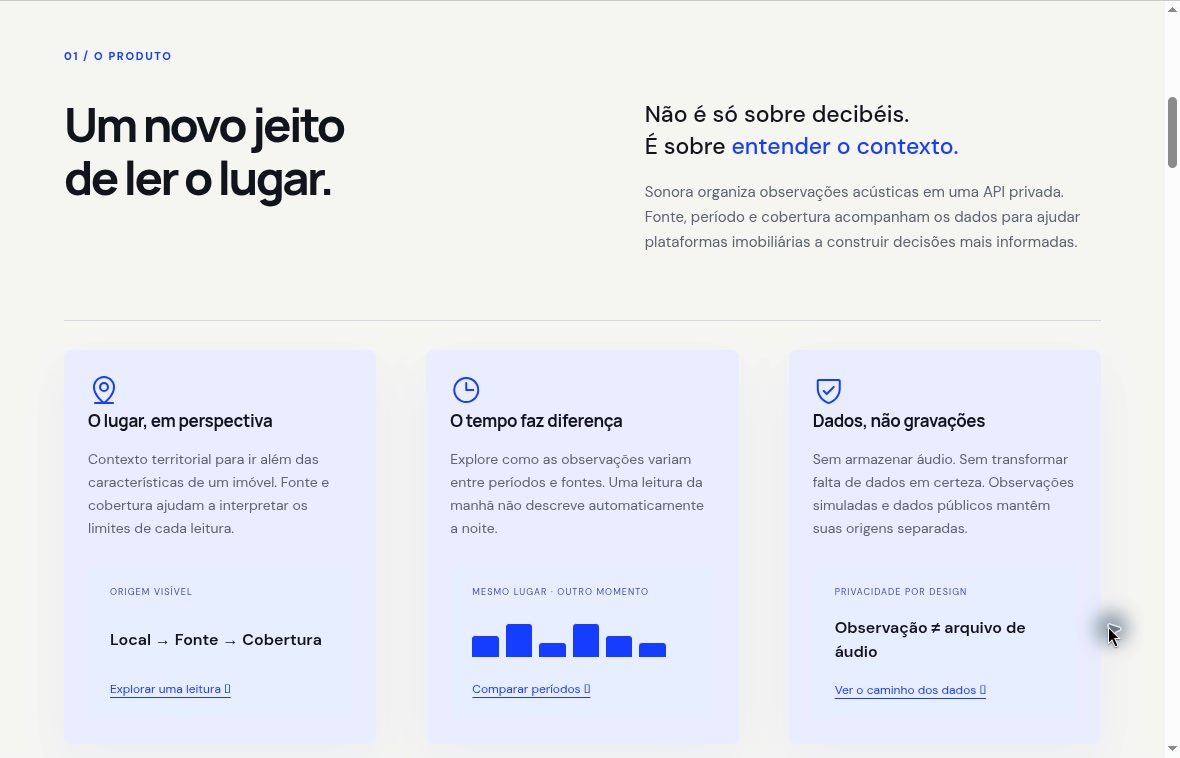 01 / O PRODUTO
Um novo jeito
de ler o lugar.
Não é só sobre decibéis.
É sobre entender o contexto.
Sonora organiza observações acústicas em uma API privada.
Fonte, período e cobertura acompanham os dados para ajudar
plataformas imobiliárias a construir decisões mais informadas.
O lugar, em perspectiva
Contexto territorial para ir além das
características de um imóvel. Fonte e
cobertura ajudam a interpretar os
limites de cada leitura.
ORIGEM VISÍVEL
Local → Fonte → Cobertura
Explorar uma leitura
O tempo faz diferença
Explore como as observações variam
entre períodos e fontes. Uma leitura da
manhã não descreve automaticamente
a noite.
MESMO LUGAR · OUTRO MOMENTO
Comparar períodos
Dados, não gravações
Sem armazenar áudio. Sem transformar
falta de dados em certeza. Observações
simuladas e dados públicos mantêm
suas origens separadas.
PRIVACIDADE POR DESIGN
Observação ≠ arquivo de
áudio
Ver o caminho dos dados